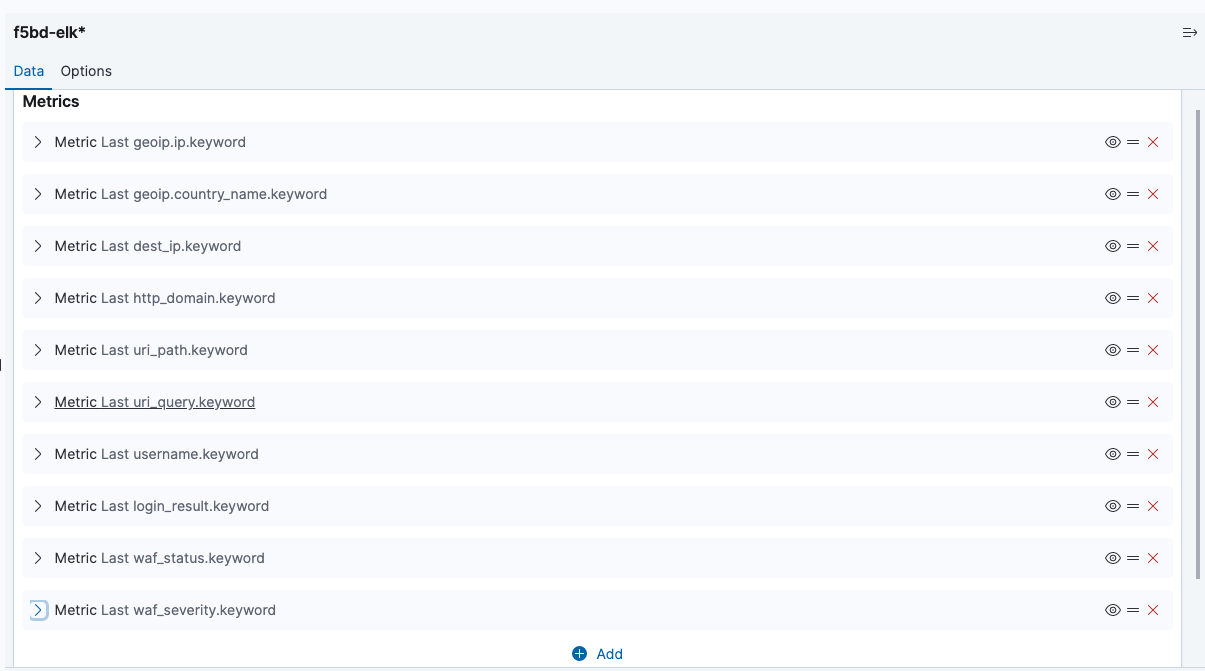 f5bd-elk*
Data Options
Metrics
Metric Last geoip.ip.keyword
Metric Last geoip.country_name.keyword
Metric Last dest_ip.keyword
Metric Last http_domain.keyword
Metric Last uri_path.keyword
Metric Last uri_query.keyword
Metric Last username.keyword
Metric Last login_result.keyword
Metric Last waf_status.keyword
Metric Last waf_severity.keyword
Add